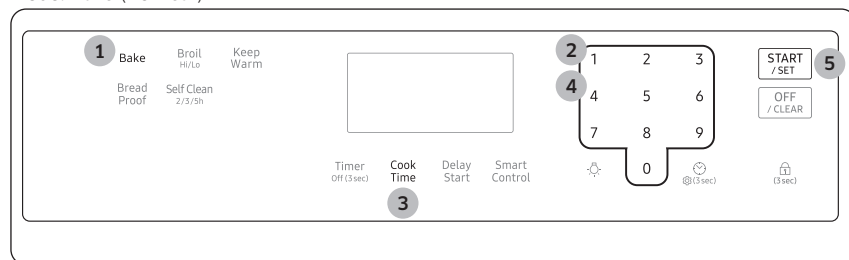 1
Bake
Broil
Hi/Lo
Keep
Warm
Bread
Proof
Self Clean
2/3/5h
Timer
Off (3 sec)
Cook
Time
3
Delay
Start
Smart
Control
2
4
1 2 3
4 5 6
7 8 9
0
(3 sec)
START
/ SET
5
OFF
/ CLEAR
(3 sec)